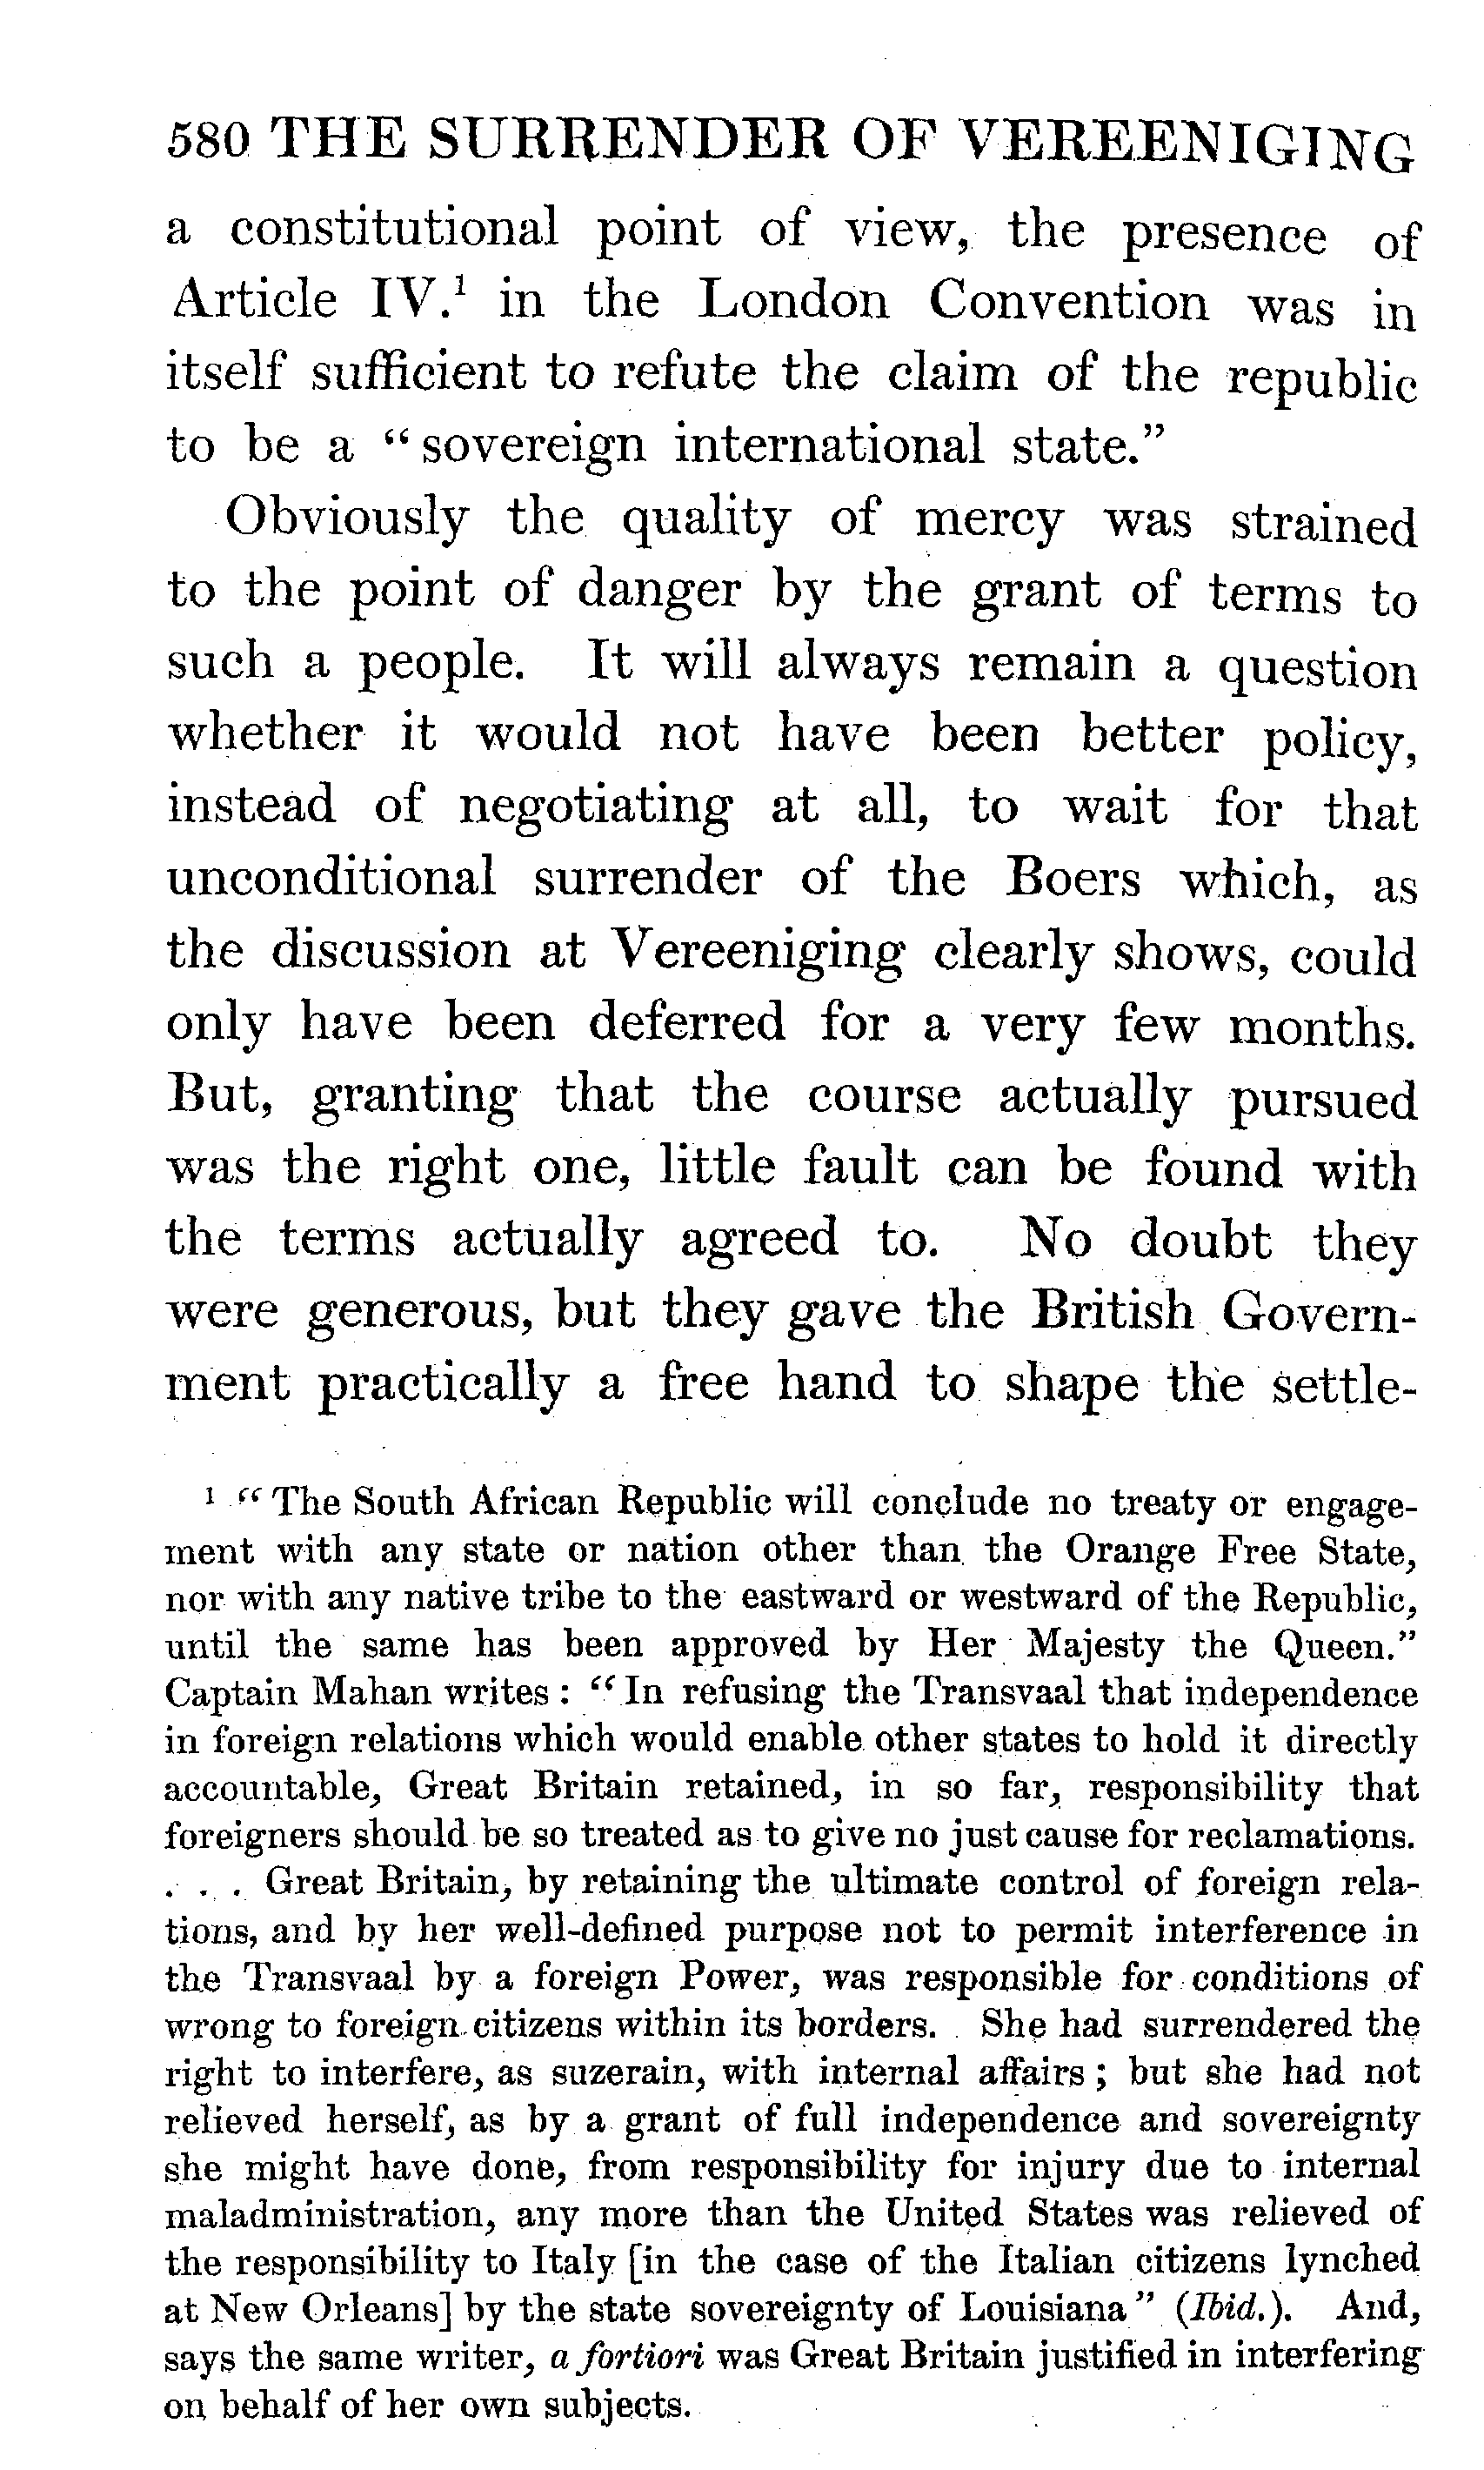 580 THE SURRENDER OF VEREENIGING
a constitutional point of view, the presence of
Article IV.¹ in the London Convention was in
itself sufficient to refute the claim of the republic
to be a “ sovereign international state.”
Obviously the quality of mercy was strained
to the point of danger by the grant of terms to
such a people. It will always remain a question
whether it would not have been better policy,
instead of negotiating at all, to wait for that
unconditional surrender of the Boers which, as
the discussion at Vereeniging clearly shows, could
only have been deferred for a very few months.
But, granting that the course actually pursued
was the right one, little fault can be found with
the terms actually agreed to. No doubt they
were generous, but they gave the British Govern-
ment practically a free hand to shape the settle-
¹ “ The South African Republic will conclude no treaty or engage-
ment with any state or nation other than the Orange Free State,
nor with any native tribe to the eastward or westward of the Republic,
until the same has been approved by Her Majesty the Queen.”
Captain Mahan writes : “ In refusing the Transvaal that independence
in foreign relations which would enable other states to hold it directly
accountable, Great Britain retained, in so far, responsibility that
foreigners should be so treated as to give no just cause for reclamations.
. . . Great Britain, by retaining the ultimate control of foreign rela-
tions, and by her well-defined purpose not to permit interference in
the Transvaal by a foreign Power, was responsible for conditions of
wrong to foreign citizens within its borders. She had surrendered the
right to interfere, as suzerain, with internal affairs ; but she had not
relieved herself, as by a grant of full independence and sovereignty
she might have done, from responsibility for injury due to internal
maladministration, any more than the United States was relieved of
the responsibility to Italy [in the case of the Italian citizens lynched
at New Orleans] by the state sovereignty of Louisiana ” (Ibid.). And,
says the same writer, a fortiori was Great Britain justified in interfering
on behalf of her own subjects.